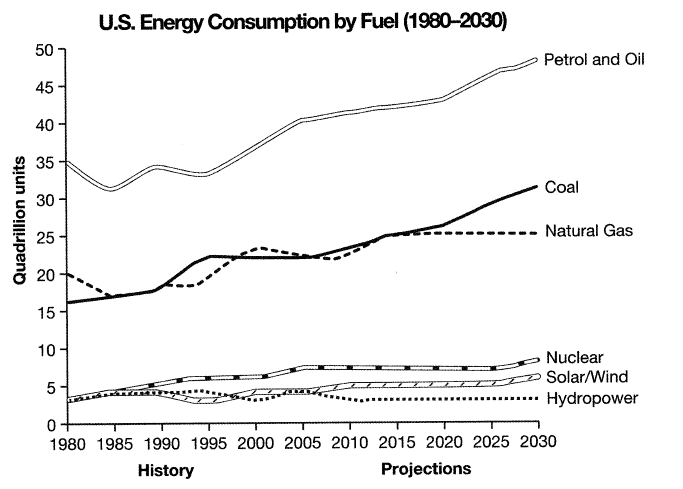 U.S. Energy Consumption by Fuel (1980–2030)
50
45
40
35
30
25
20
15
10
5
0
Quadrillion units
Petrol and Oil
Coal
Natural Gas
Nuclear
Solar/Wind
Hydropower
1980 1985 1990 1995 2000 2005 2010 2015 2020 2025 2030
History Projections